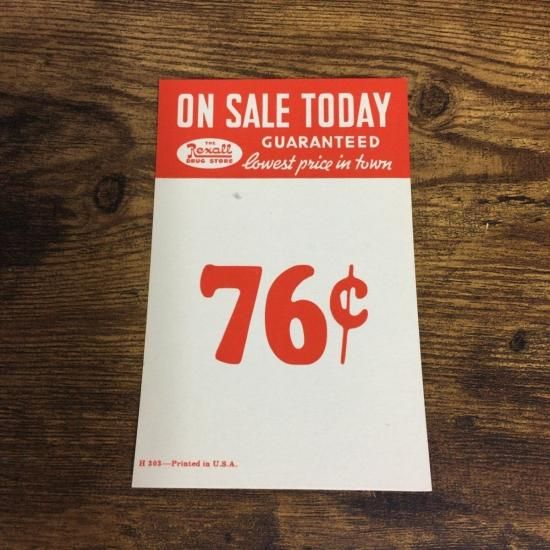 ON SALE TODAY
THE
Rexall
DRUG STORE
GUARANTEED
lowest price in town
76¢
H 303—Printed in U.S.A.